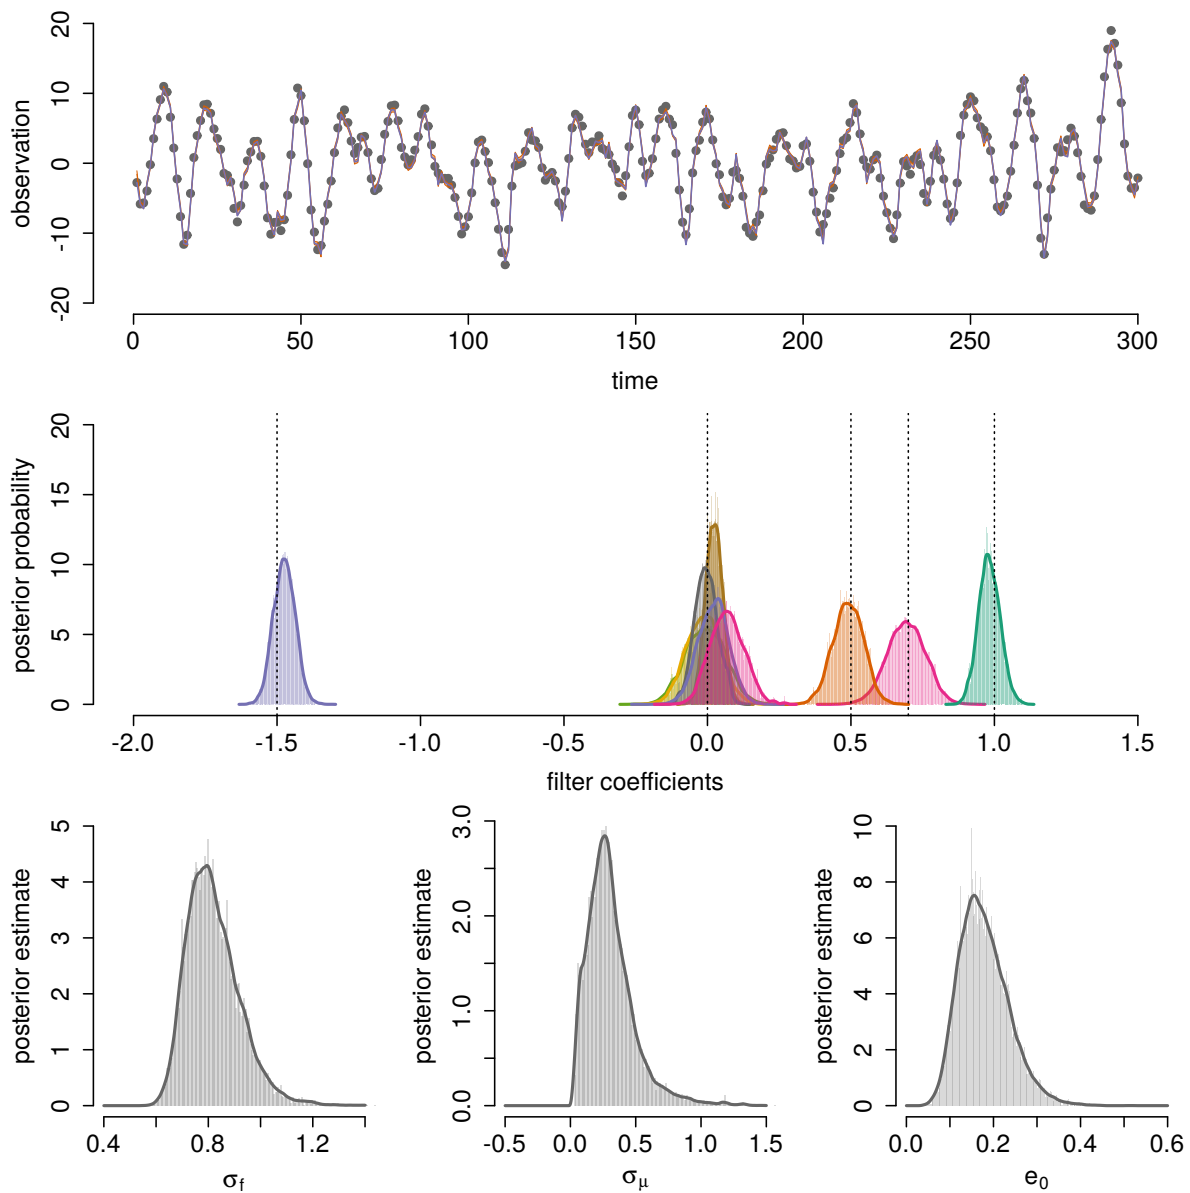 observation
20
10
0
-10
-20
0 50 100 150 200 250 300
time
posterior probability
20
15
10
5
0
-2.0 -1.5 -1.0 -0.5 0.0 0.5 1.0 1.5
filter coefficients
posterior estimate
5
4
3
2
1
0
0.4 0.8 1.2
σf
posterior estimate
3.0
2.0
1.0
0.0
-0.5 0.0 0.5 1.0 1.5
σμ
posterior estimate
10
8
6
4
2
0
0.0 0.2 0.4 0.6
e0